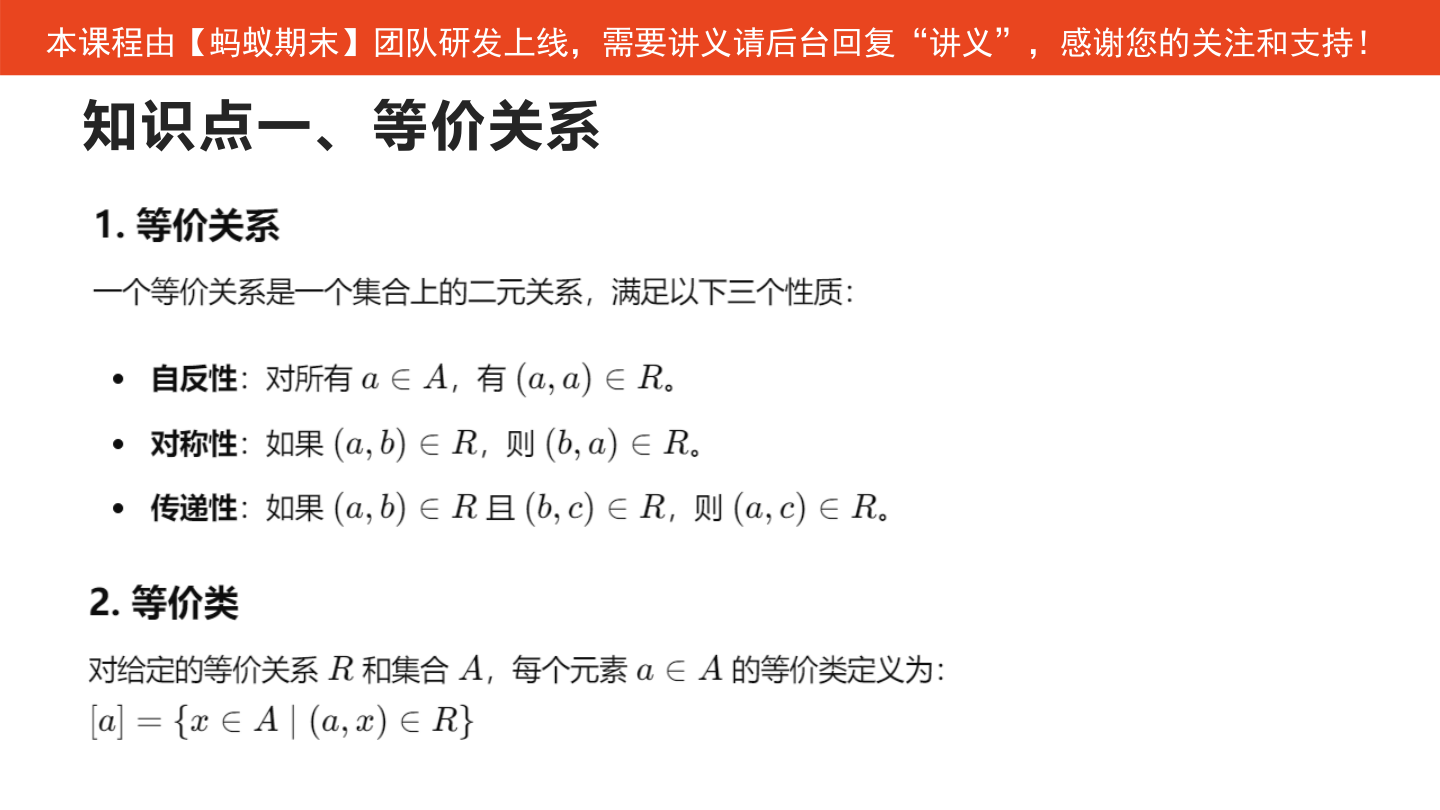 本课程由【蚂蚁期末】团队研发上线，需要讲义请后台回复“讲义”，感谢您的关注和支持！
知识点一、等价关系
1. 等价关系
一个等价关系是一个集合上的二元关系，满足以下三个性质：
• 自反性：对所有 a ∈ A，有 (a, a) ∈ R。
• 对称性：如果 (a, b) ∈ R，则 (b, a) ∈ R。
• 传递性：如果 (a, b) ∈ R 且 (b, c) ∈ R，则 (a, c) ∈ R。
2. 等价类
对给定的等价关系 R 和集合 A，每个元素 a ∈ A 的等价类定义为：
[a] = {x ∈ A | (a, x) ∈ R}